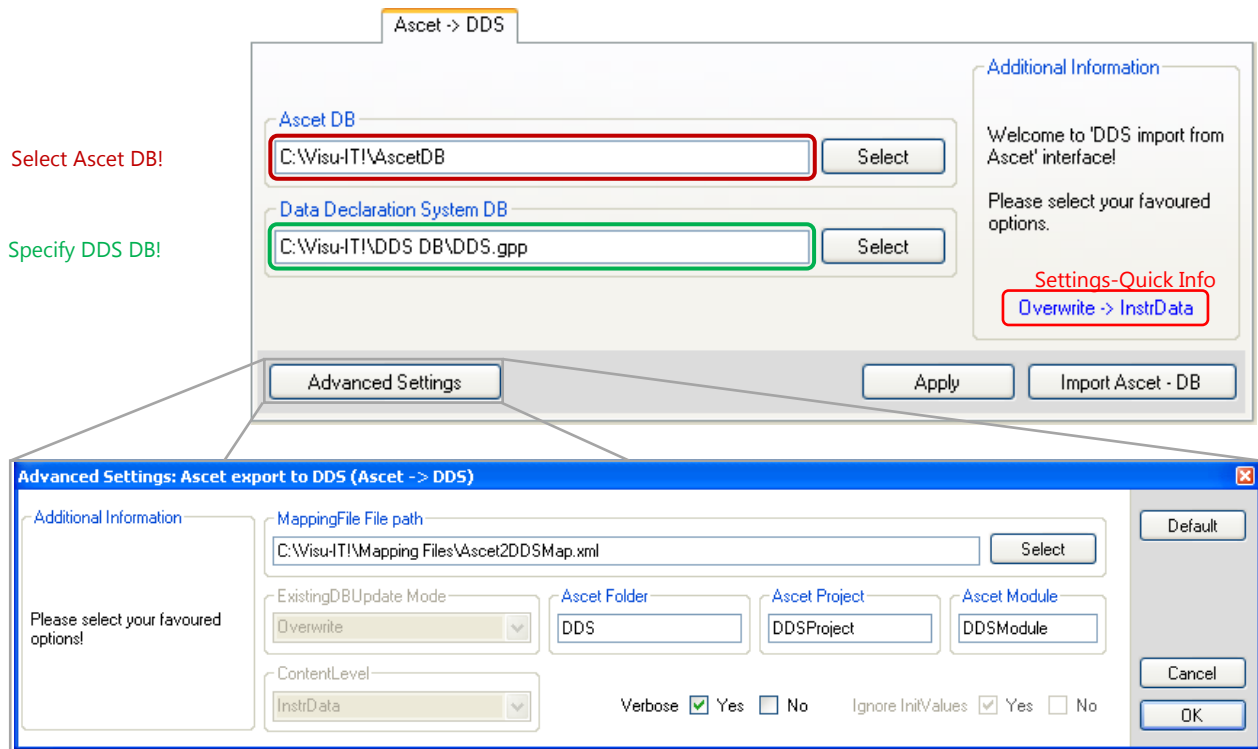 Ascet -> DDS
Additional Information
Ascet DB
Select Ascet DB!
C:\Visu-IT!\AscetDB
Select
Welcome to 'DDS import from
Ascet' interface!
Data Declaration System DB
Please select your favoured
options.
Specify DDS DB!
C:\Visu-IT!\DDS DB\DDS.gpp
Select
Settings-Quick Info
Overwrite -> InstrData
Advanced Settings
Apply
Import Ascet - DB
Advanced Settings: Ascet export to DDS (Ascet -> DDS)
Additional Information
Please select your favoured
options!
MappingFile File path
C:\Visu-IT!\Mapping Files\Ascet2DDSMap.xml
Select
Default
ExistingDBUpdate Mode
Overwrite
Ascet Folder
DDS
Ascet Project
DDSProject
Ascet Module
DDSModule
ContentLevel
InstrData
Verbose Yes No
Ignore InitValues Yes No
Cancel
OK